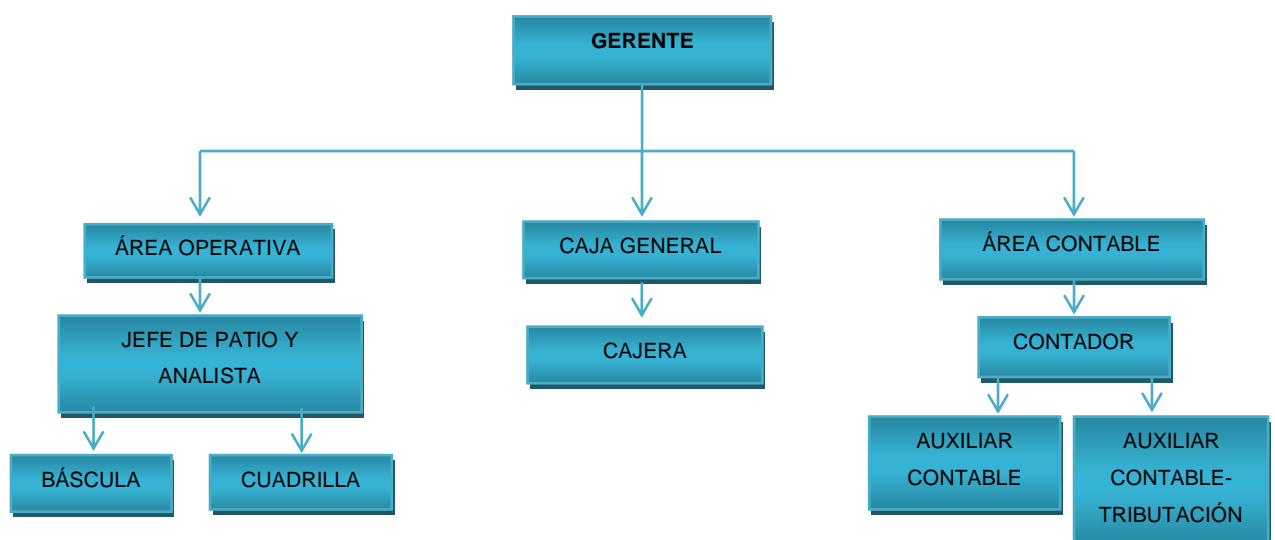 GERENTE
ÁREA OPERATIVA
CAJA GENERAL
ÁREA CONTABLE
JEFE DE PATIO Y
ANALISTA
CAJERA
CONTADOR
BÁSCULA
CUADRILLA
AUXILIAR
CONTABLE
AUXILIAR
CONTABLE-
TRIBUTACIÓN